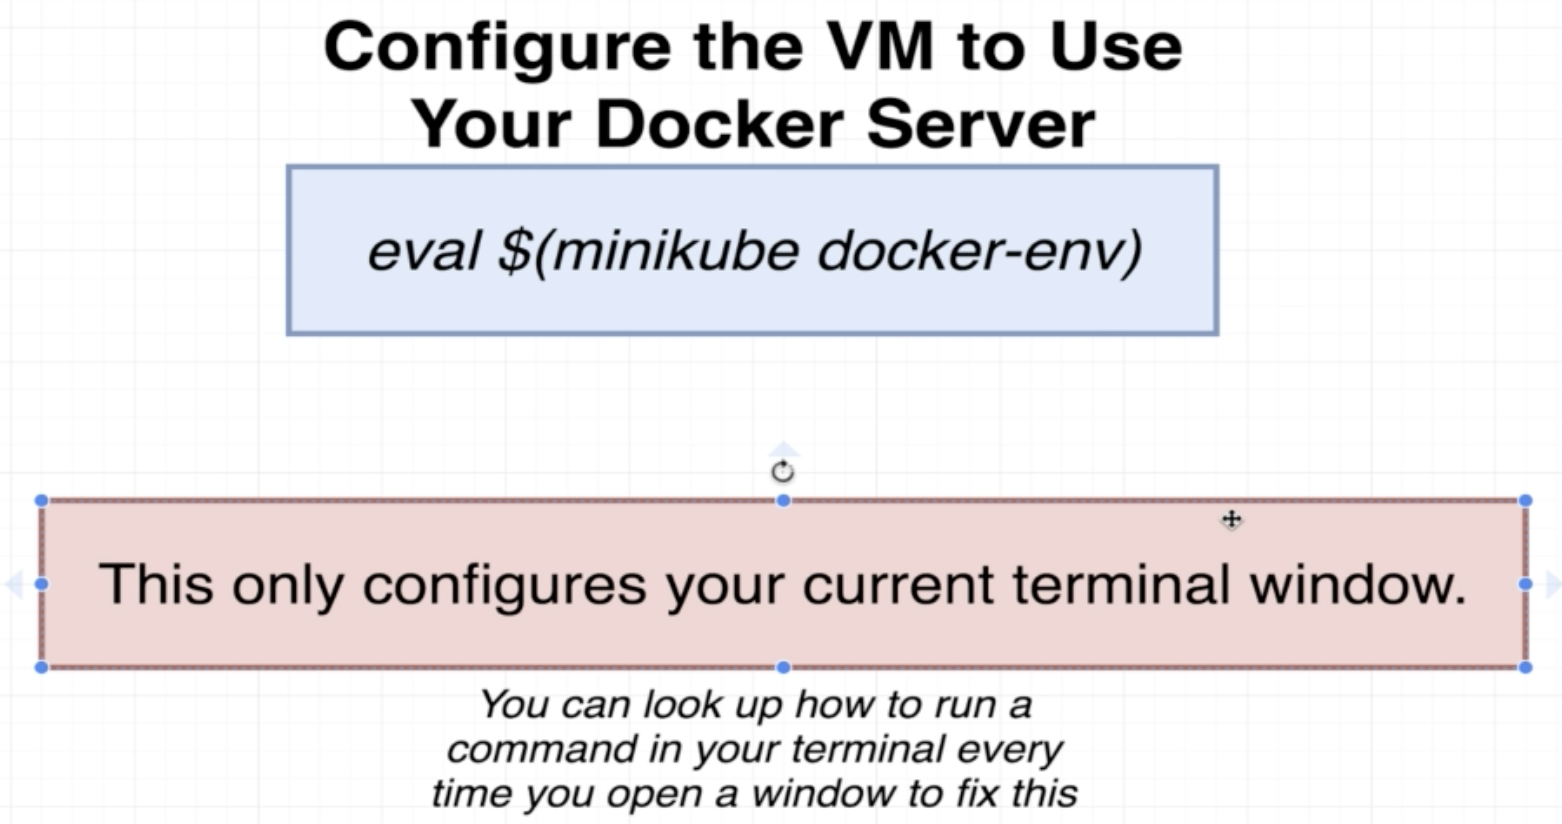 Configure the VM to Use
Your Docker Server
eval $(minikube docker-env)
This only configures your current terminal window.
You can look up how to run a
command in your terminal every
time you open a window to fix this